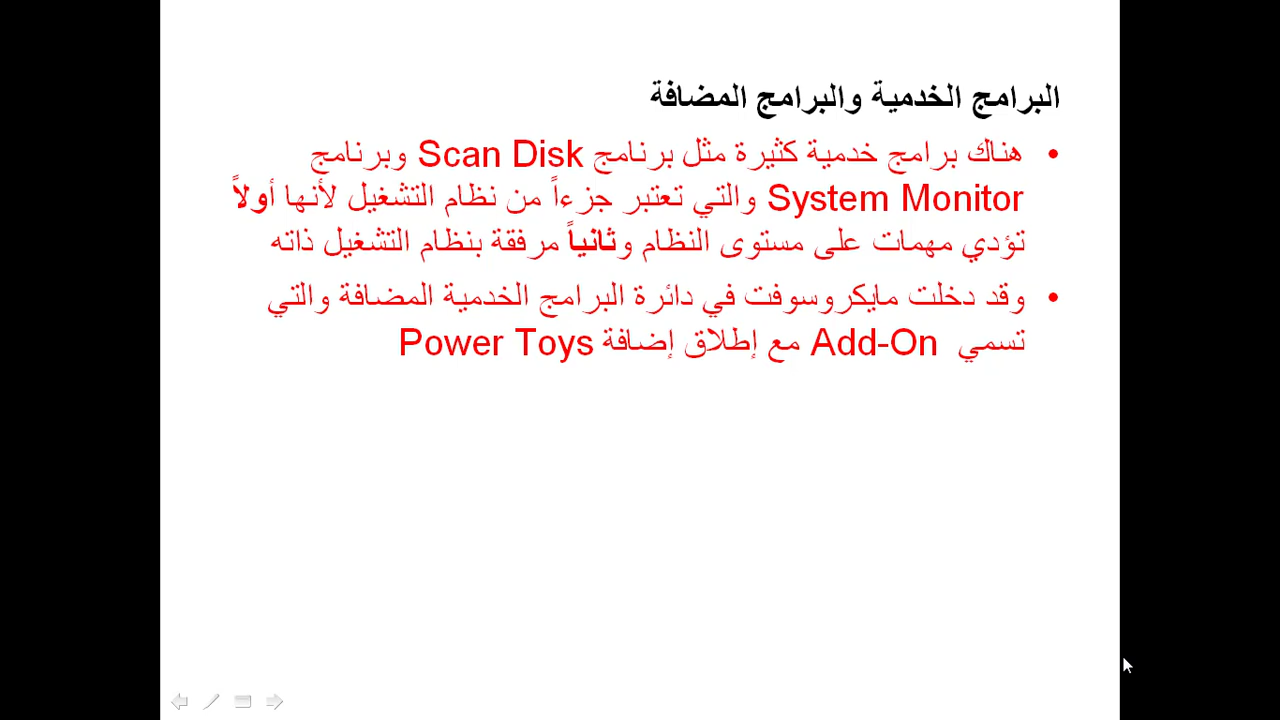 البرامج الخدمية والبرامج المضافة
• هناك برامج خدمية كثيرة مثل برنامج Scan Disk وبرنامج
System Monitor والتي تعتبر جزءاً من نظام التشغيل لأنها أولاً
تؤدي مهمات على مستوى النظام وثانياً مرفقة بنظام التشغيل ذاته
• وقد دخلت مايكروسوفت في دائرة البرامج الخدمية المضافة والتي
تسمي Add-On مع إطلاق إضافة Power Toys